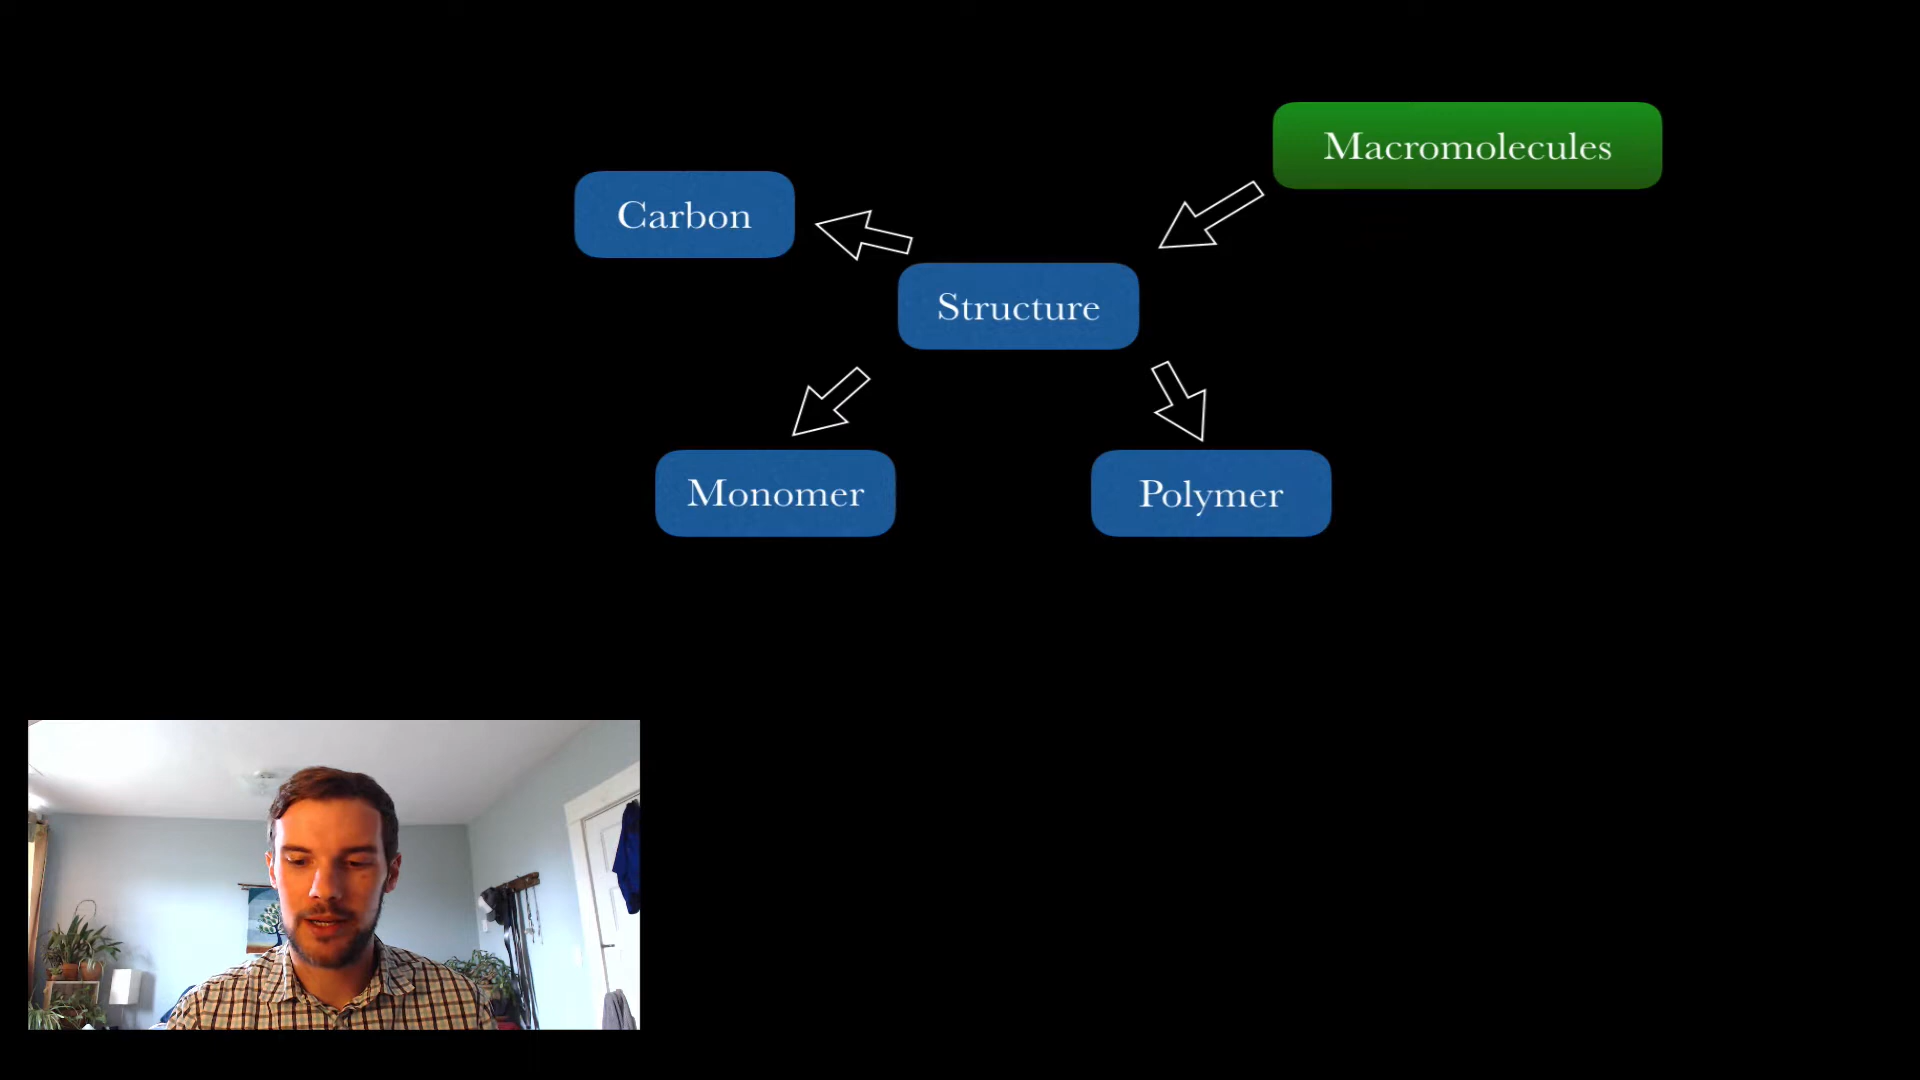 Macromolecules
Carbon
Structure
Monomer
Polymer